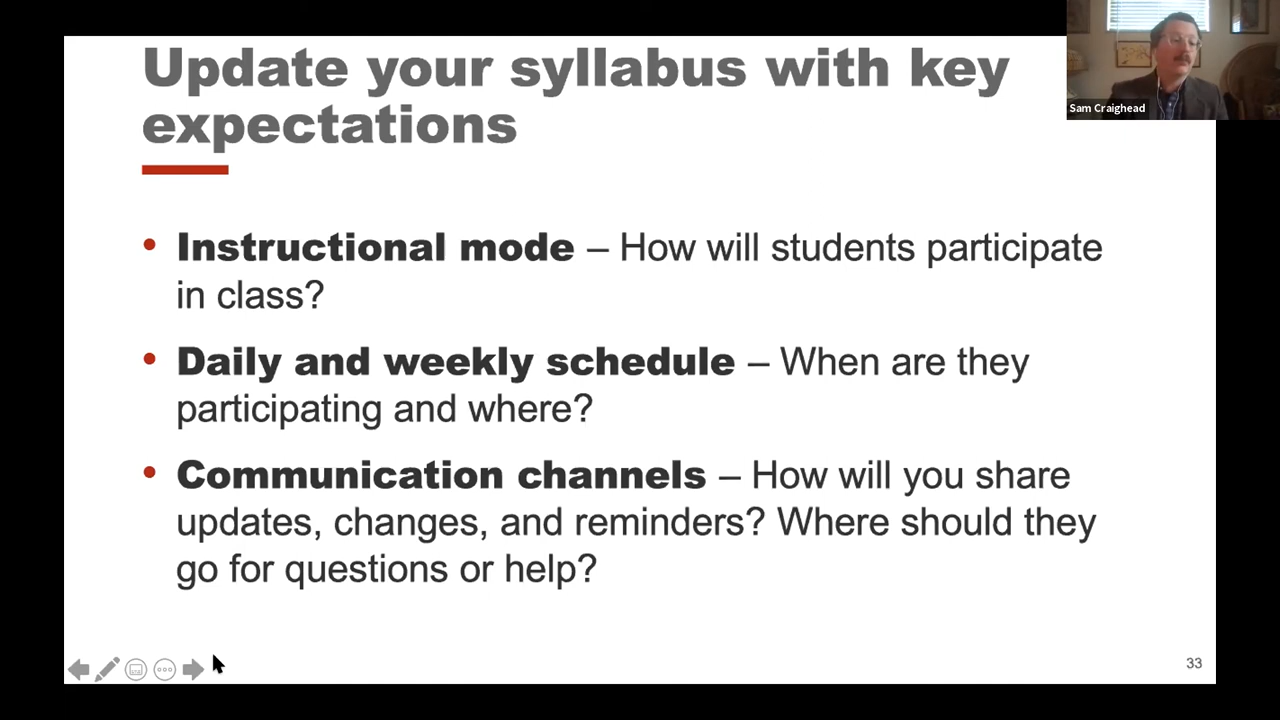 Update your syllabus with key
expectations
Sam Craighead
• Instructional mode – How will students participate
in class?
• Daily and weekly schedule – When are they
participating and where?
• Communication channels – How will you share
updates, changes, and reminders? Where should they
go for questions or help?
33